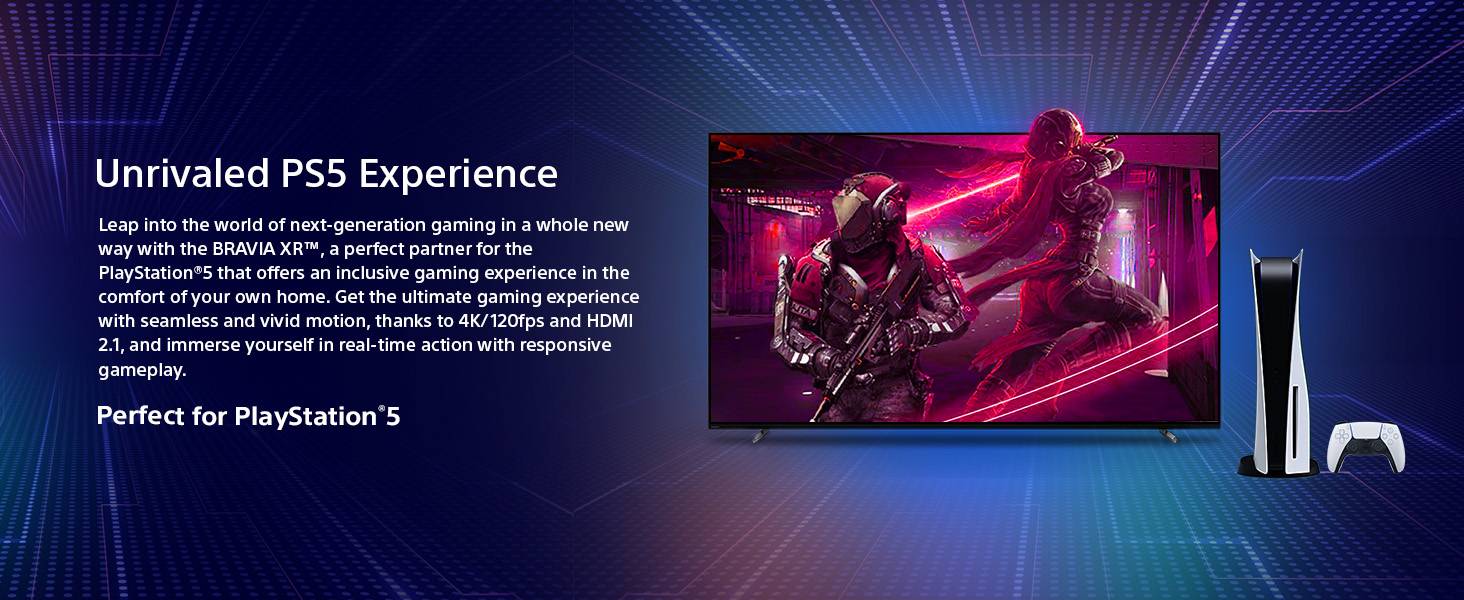 Unrivaled PS5 Experience
Leap into the world of next-generation gaming in a whole new
way with the BRAVIA XR™, a perfect partner for the
PlayStation®5 that offers an inclusive gaming experience in the
comfort of your own home. Get the ultimate gaming experience
with seamless and vivid motion, thanks to 4K/120fps and HDMI
2.1, and immerse yourself in real-time action with responsive
gameplay.
Perfect for PlayStation®5